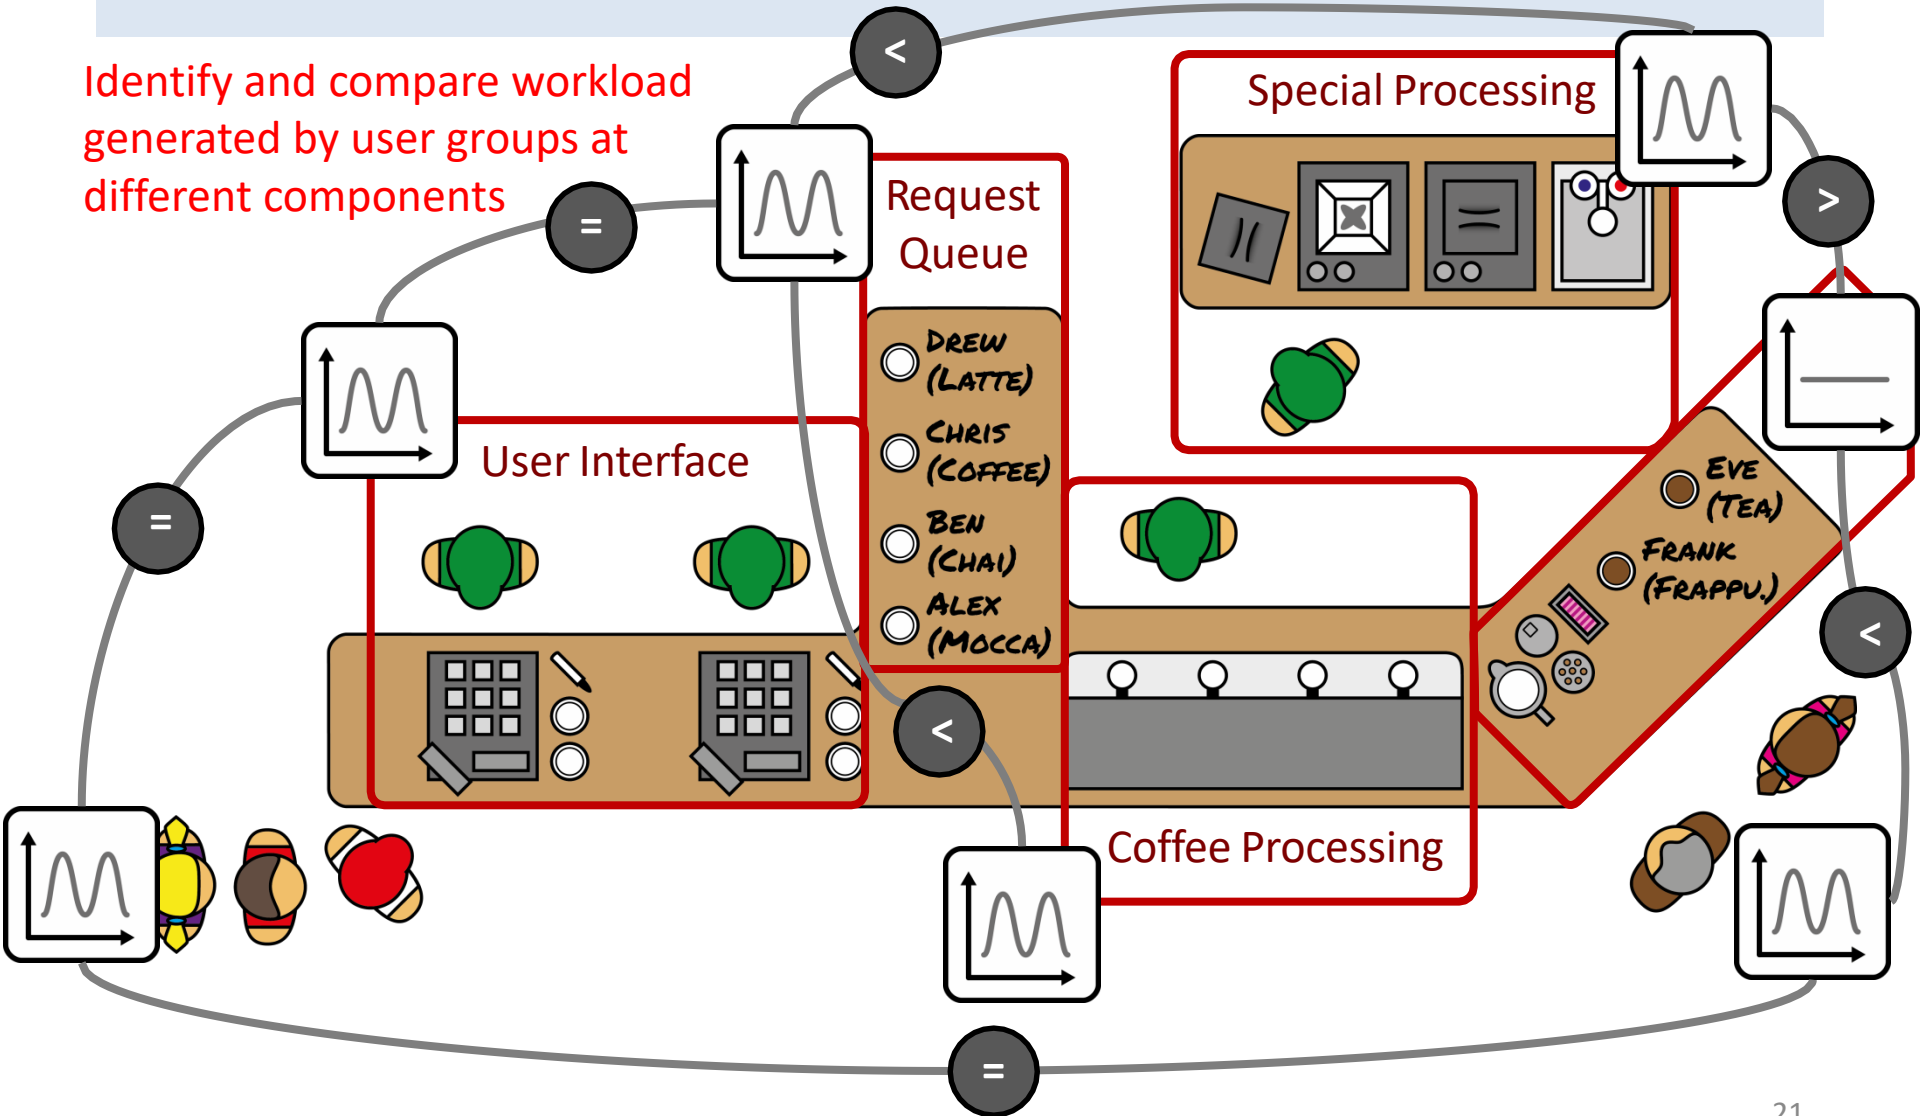 Identify and compare workload
generated by user groups at
different components
<
Special Processing
>
=
Request
Queue
DREW
(LATTE)
CHRIS
(COFFEE)
BEN
(CHAI)
ALEX
(MOCCA)
User Interface
=
EVE
(TEA)
FRANK
(FRAPPU.)
<
<
Coffee Processing
=
21